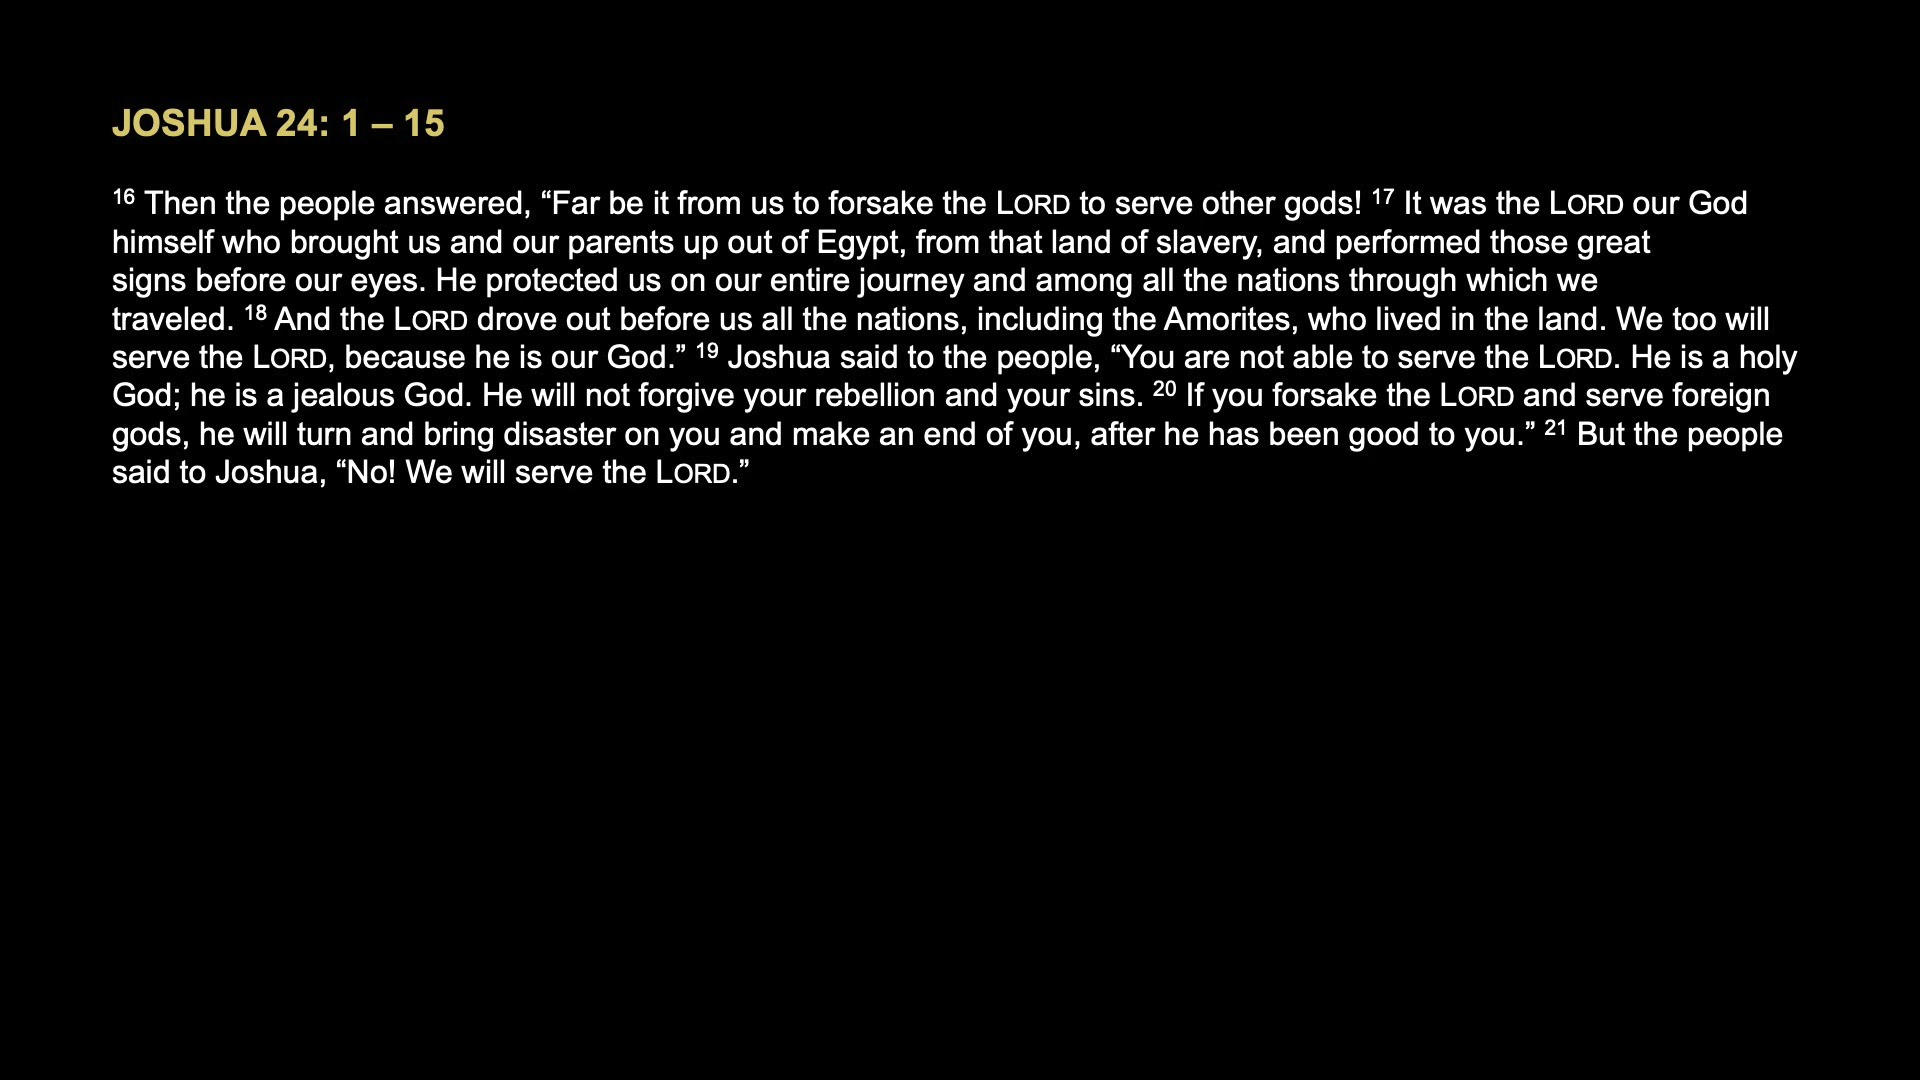 JOSHUA 24: 1 – 15
16 Then the people answered, “Far be it from us to forsake the LORD to serve other gods! 17 It was the LORD our God
himself who brought us and our parents up out of Egypt, from that land of slavery, and performed those great
signs before our eyes. He protected us on our entire journey and among all the nations through which we
traveled. 18 And the LORD drove out before us all the nations, including the Amorites, who lived in the land. We too will
serve the LORD, because he is our God.” 19 Joshua said to the people, “You are not able to serve the LORD. He is a holy
God; he is a jealous God. He will not forgive your rebellion and your sins. 20 If you forsake the LORD and serve foreign
gods, he will turn and bring disaster on you and make an end of you, after he has been good to you.” 21 But the people
said to Joshua, “No! We will serve the LORD.”